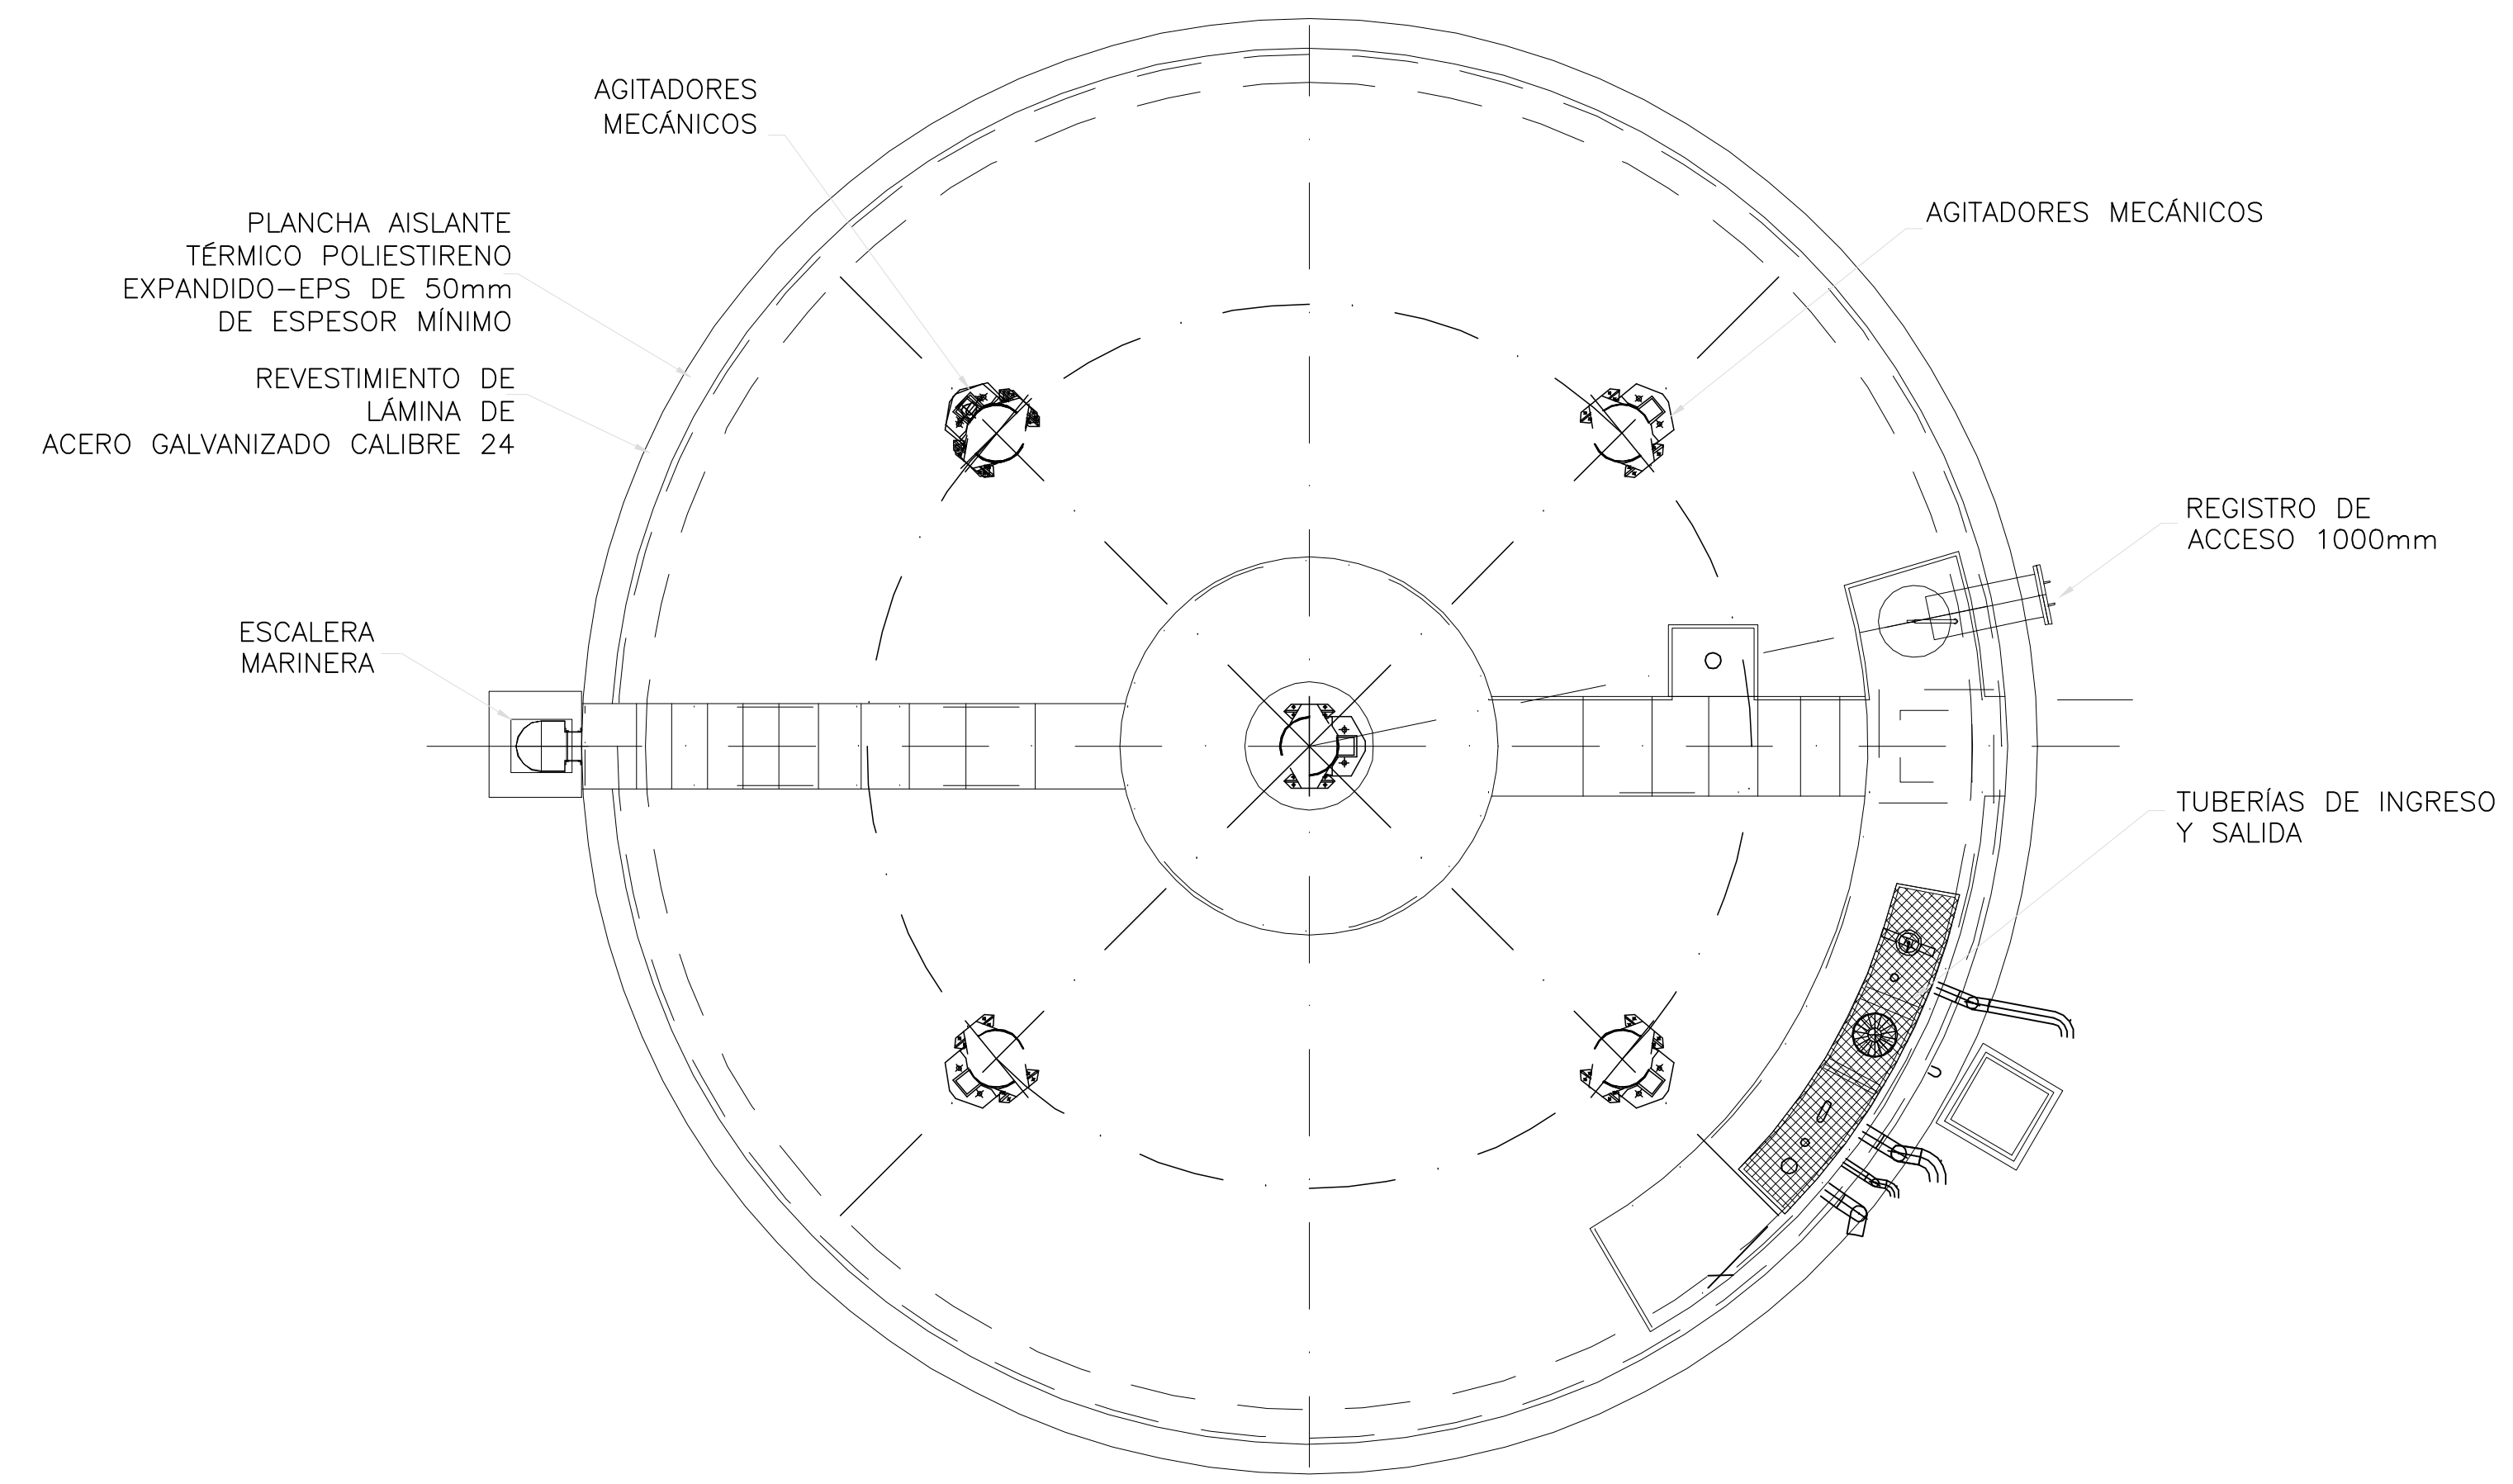 AGITADORES
MECÁNICOS
PLANCHA AISLANTE
TÉRMICO POLIESTIRENO
EXPANDIDO-EPS DE 50mm
DE ESPESOR MÍNIMO
REVESTIMIENTO DE
LÁMINA DE
ACERO GALVANIZADO CALIBRE 24
ESCALERA
MARINERA
AGITADORES MECÁNICOS
REGISTRO DE
ACCESO 1000mm
TUBERÍAS DE INGRESO
Y SALIDA